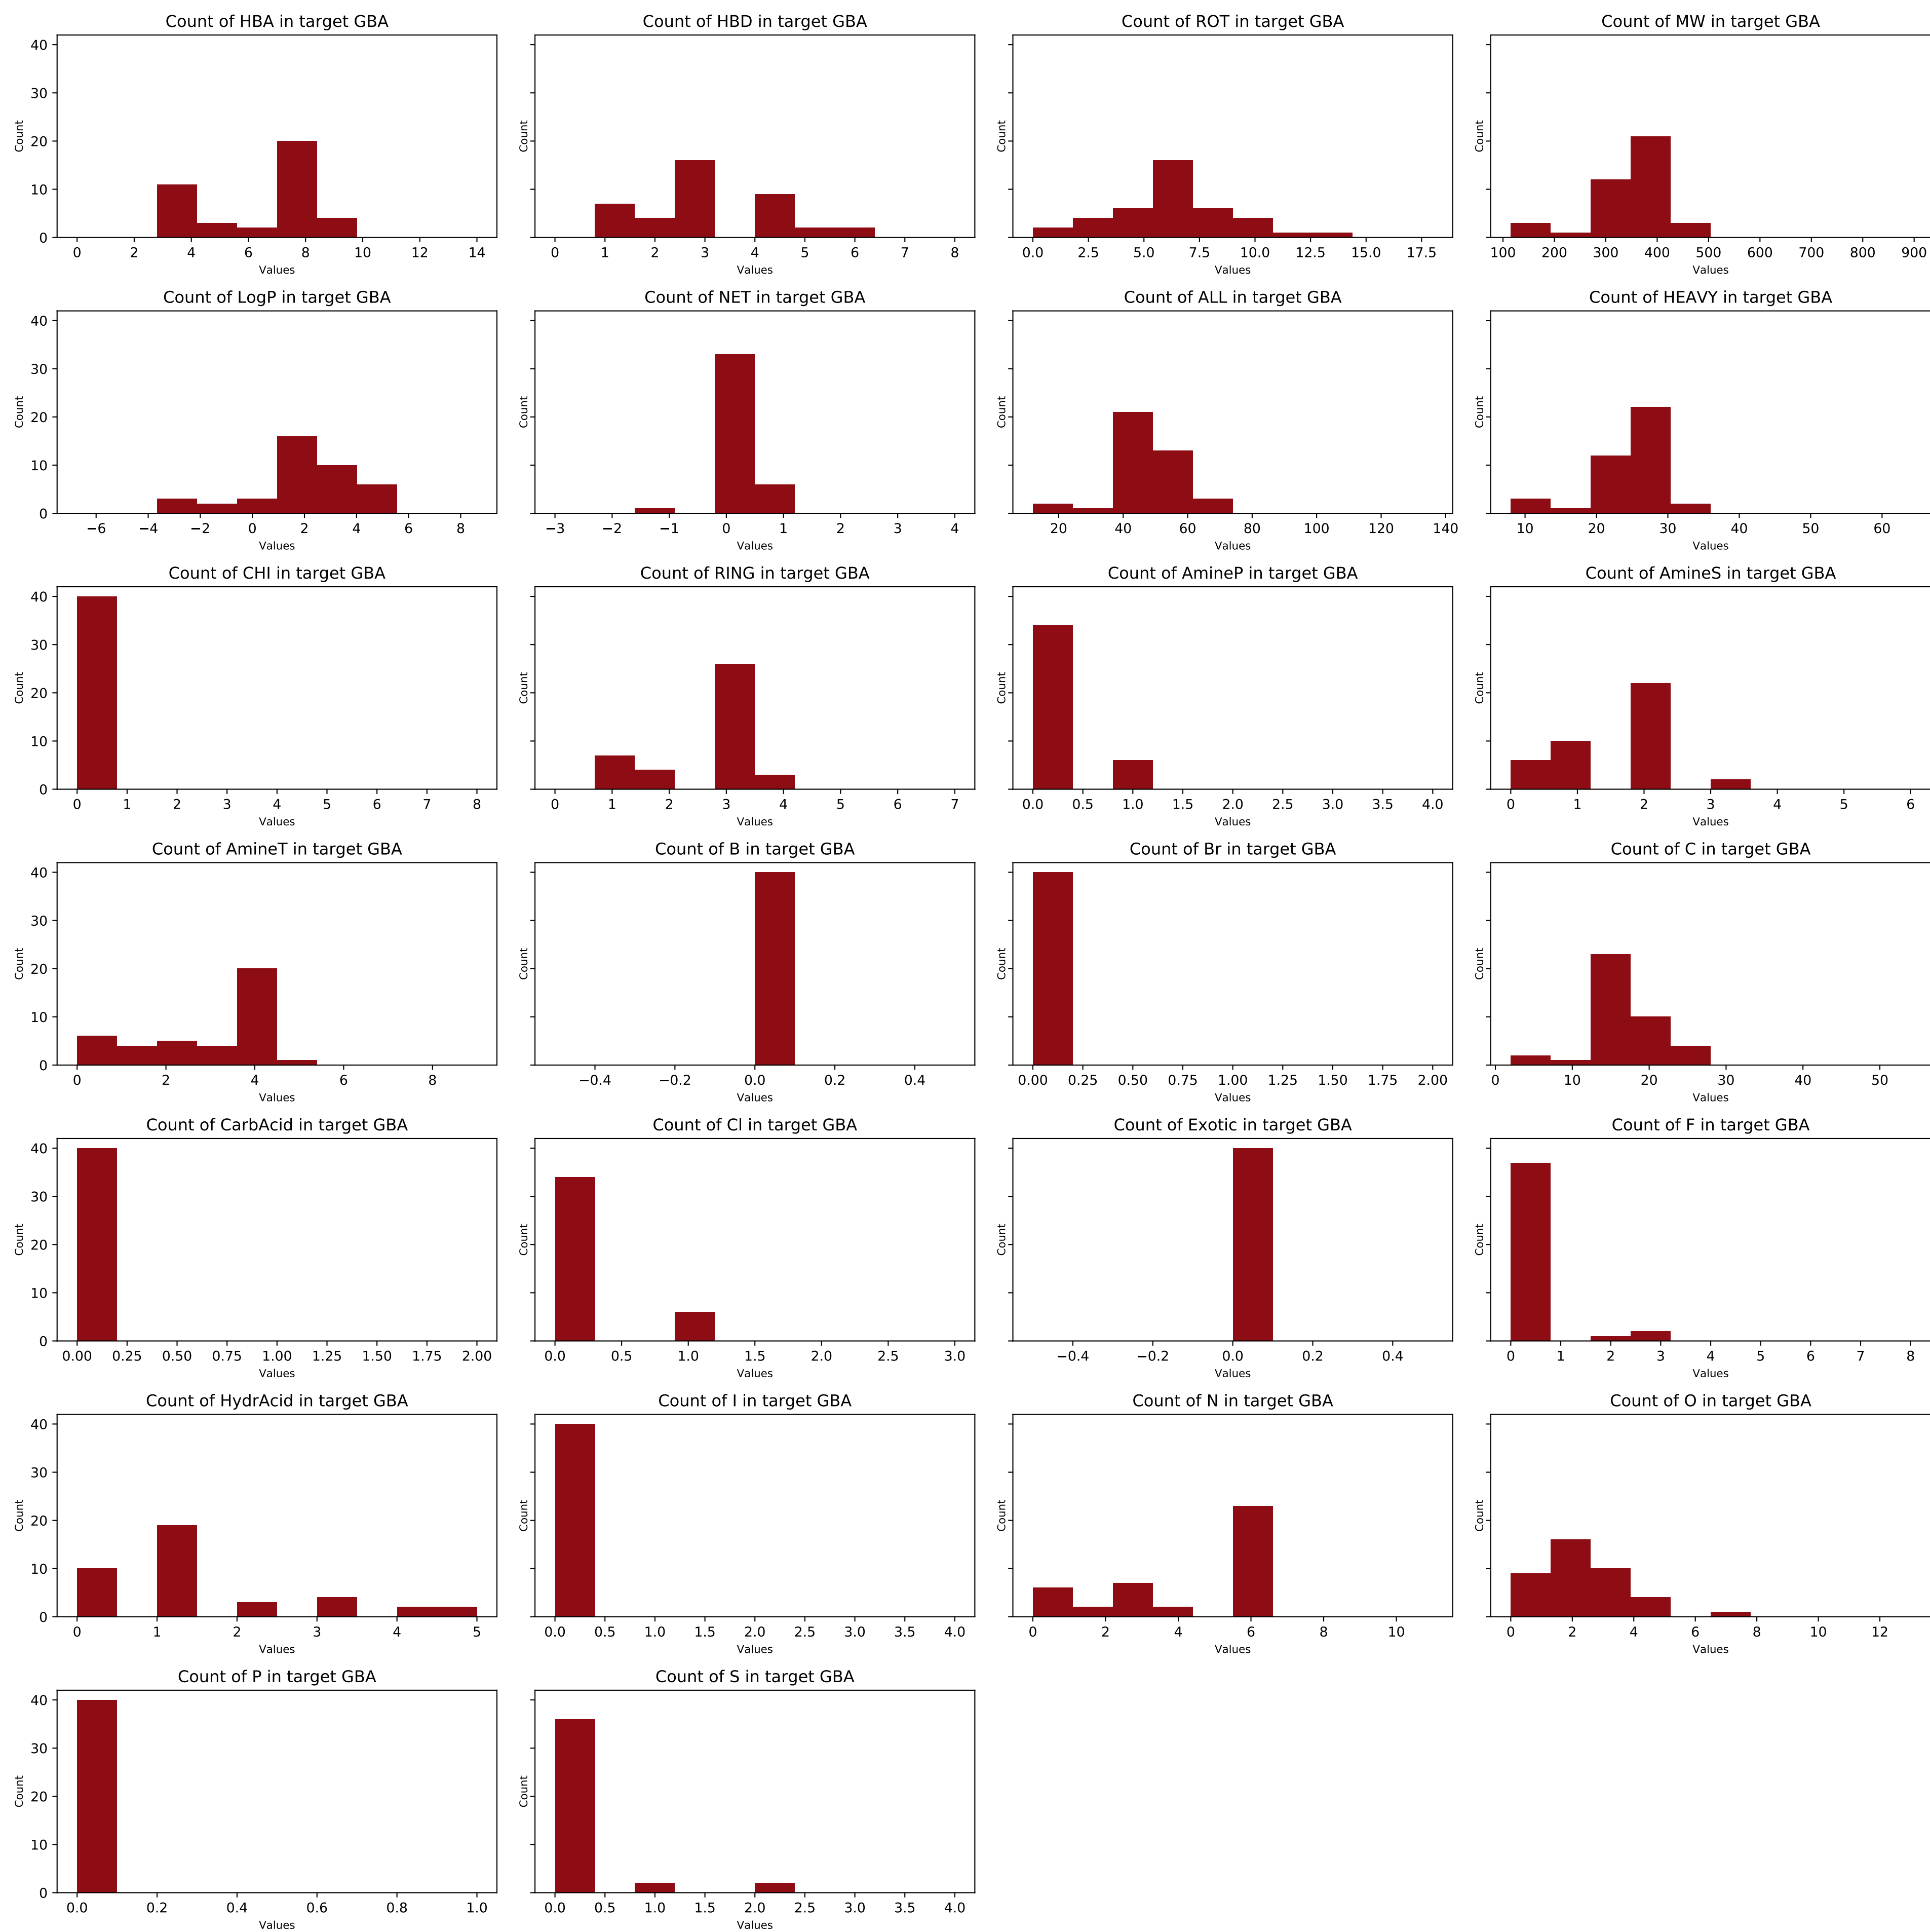 Count of HBA in target GBA
Count of HBD in target GBA
Count of ROT in target GBA
Count of MW in target GBA
40
30
20
10
0
Count
Count
Count
Count
0 2 4 6 8 10 12 14
0 1 2 3 4 5 6 7 8
0.0 2.5 5.0 7.5 10.0 12.5 15.0 17.5
100 200 300 400 500 600 700 800 900
Values
Values
Values
Values
Count of LogP in target GBA
Count of NET in target GBA
Count of ALL in target GBA
Count of HEAVY in target GBA
40
30
20
10
0
Count
Count
Count
Count
−6 −4 −2 0 2 4 6 8
−3 −2 −1 0 1 2 3 4
20 40 60 80 100 120 140
10 20 30 40 50 60
Values
Values
Values
Values
Count of CHI in target GBA
Count of RING in target GBA
Count of AmineP in target GBA
Count of AmineS in target GBA
40
30
20
10
0
Count
Count
Count
Count
0 1 2 3 4 5 6 7 8
0 1 2 3 4 5 6 7
0.0 0.5 1.0 1.5 2.0 2.5 3.0 3.5 4.0
0 1 2 3 4 5 6
Values
Values
Values
Values
Count of AmineT in target GBA
Count of B in target GBA
Count of Br in target GBA
Count of C in target GBA
40
30
20
10
0
Count
Count
Count
Count
0 2 4 6 8
−0.4 −0.2 0.0 0.2 0.4
0.00 0.25 0.50 0.75 1.00 1.25 1.50 1.75 2.00
0 10 20 30 40 50
Values
Values
Values
Values
Count of CarbAcid in target GBA
Count of Cl in target GBA
Count of Exotic in target GBA
Count of F in target GBA
40
30
20
10
0
Count
Count
Count
Count
0.00 0.25 0.50 0.75 1.00 1.25 1.50 1.75 2.00
0.0 0.5 1.0 1.5 2.0 2.5 3.0
−0.4 −0.2 0.0 0.2 0.4
0 1 2 3 4 5 6 7 8
Values
Values
Values
Values
Count of HydrAcid in target GBA
Count of I in target GBA
Count of N in target GBA
Count of O in target GBA
40
30
20
10
0
Count
Count
Count
Count
0 1 2 3 4 5
0.0 0.5 1.0 1.5 2.0 2.5 3.0 3.5 4.0
0 2 4 6 8 10
0 2 4 6 8 10 12
Values
Values
Values
Values
Count of P in target GBA
Count of S in target GBA
40
30
20
10
0
Count
Count
0.0 0.2 0.4 0.6 0.8 1.0
0.0 0.5 1.0 1.5 2.0 2.5 3.0 3.5 4.0
Values
Values